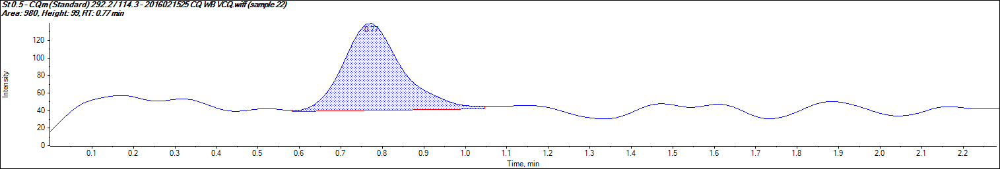 St 0.5 - CQm (Standard) 292.2 / 114.3 - 2016021525 CQ WB VCQ.wiff (sample 22)
Area: 980, Height: 99, RT: 0.77 min
0.77
120
100
80
60
40
20
0
Intensity
0.1 0.2 0.3 0.4 0.5 0.6 0.7 0.8 0.9 1.0 1.1 1.2 1.3 1.4 1.5 1.6 1.7 1.8 1.9 2.0 2.1 2.2
Time, min